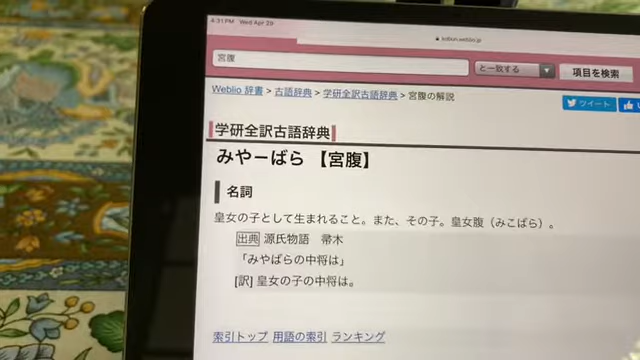 4:31 PM Wed Apr 29
kobun.weblio.jp
宮腹
と一致する
項目を検索
Weblio 辞書 > 古語辞典 > 学研全訳古語辞典 > 宮腹の解説
ツイート
学研全訳古語辞典
みや－ばら 【宮腹】
名詞
皇女の子として生まれること。また、その子。皇女腹（みこばら）。
出典 源氏物語 帚木
「みやばらの中将は」
[訳] 皇女の子の中将は。
索引トップ 用語の索引 ランキング